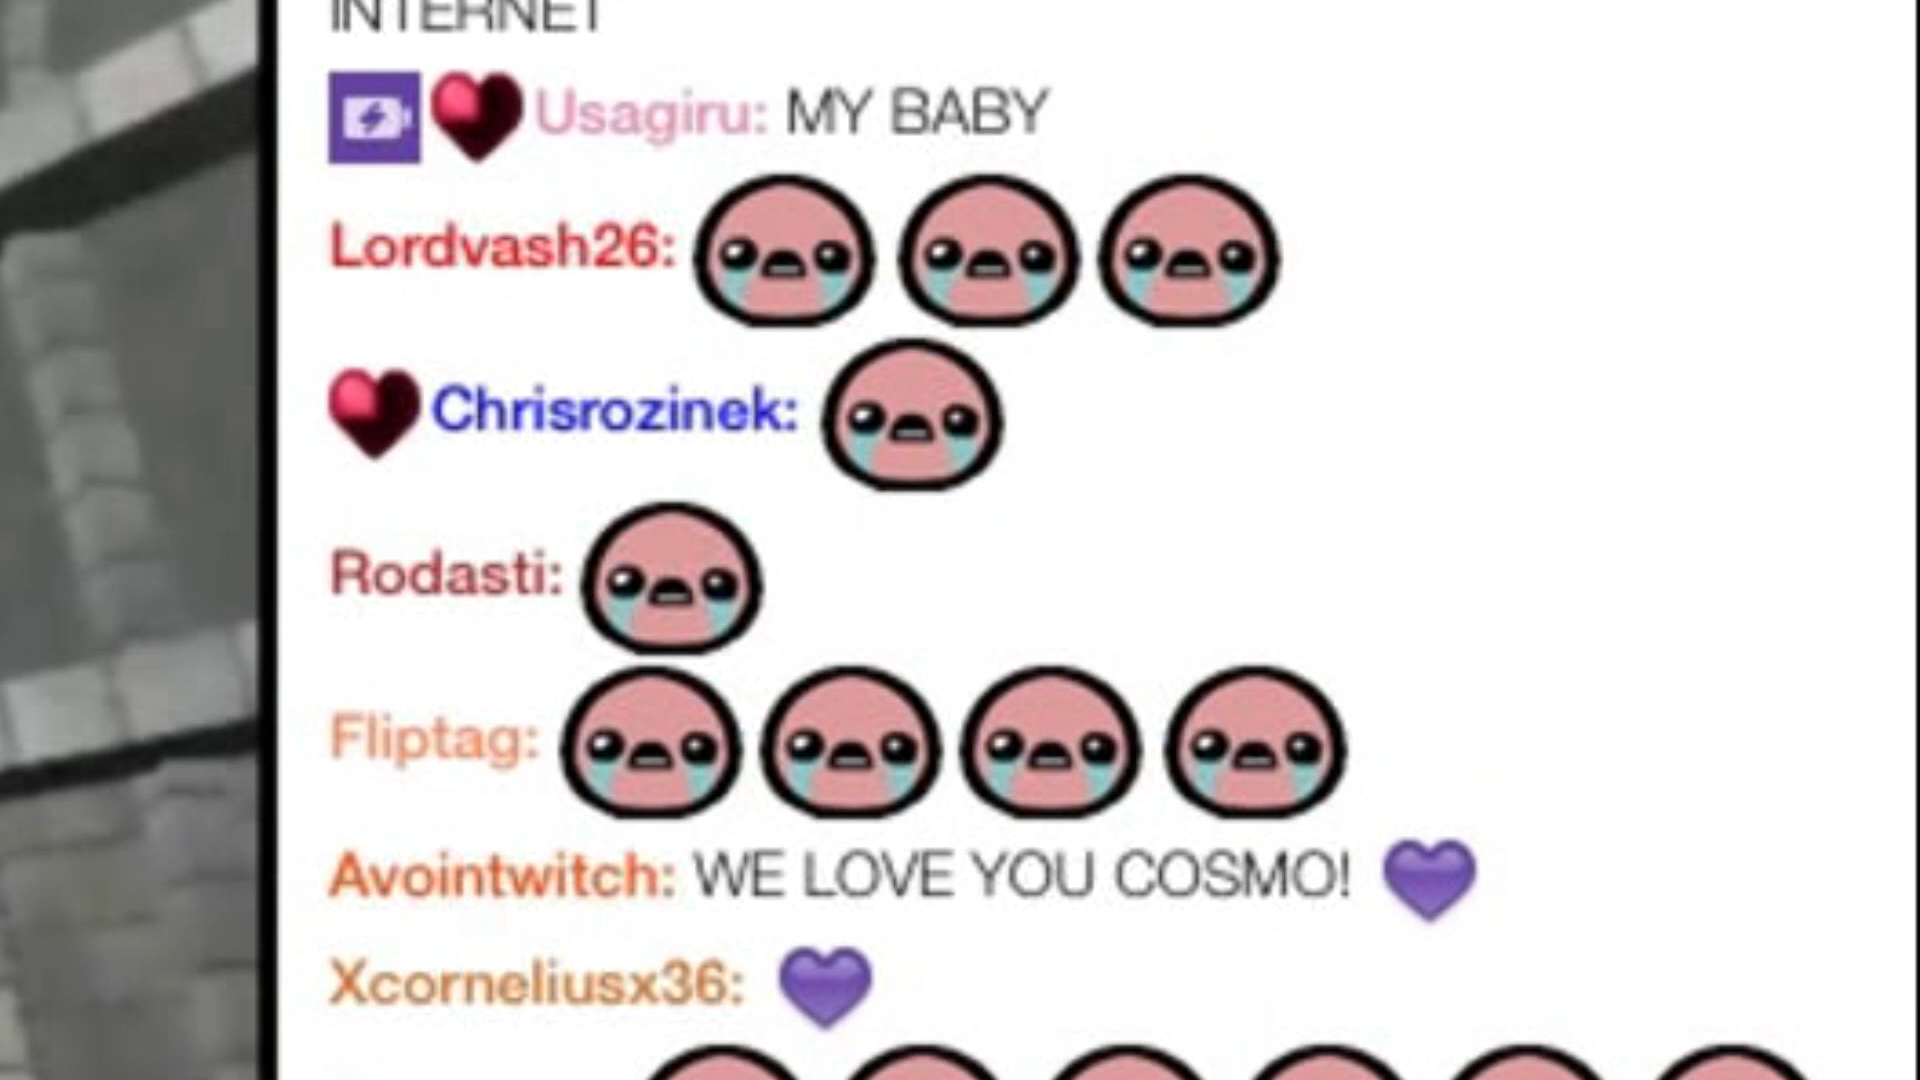 INTERNET
Usagiru: MY BABY
Lordvash26:
Chrisrozinek:
Rodasti:
Fliptag:
Avointwitch: WE LOVE YOU COSMO!
Xcorneliusx36: